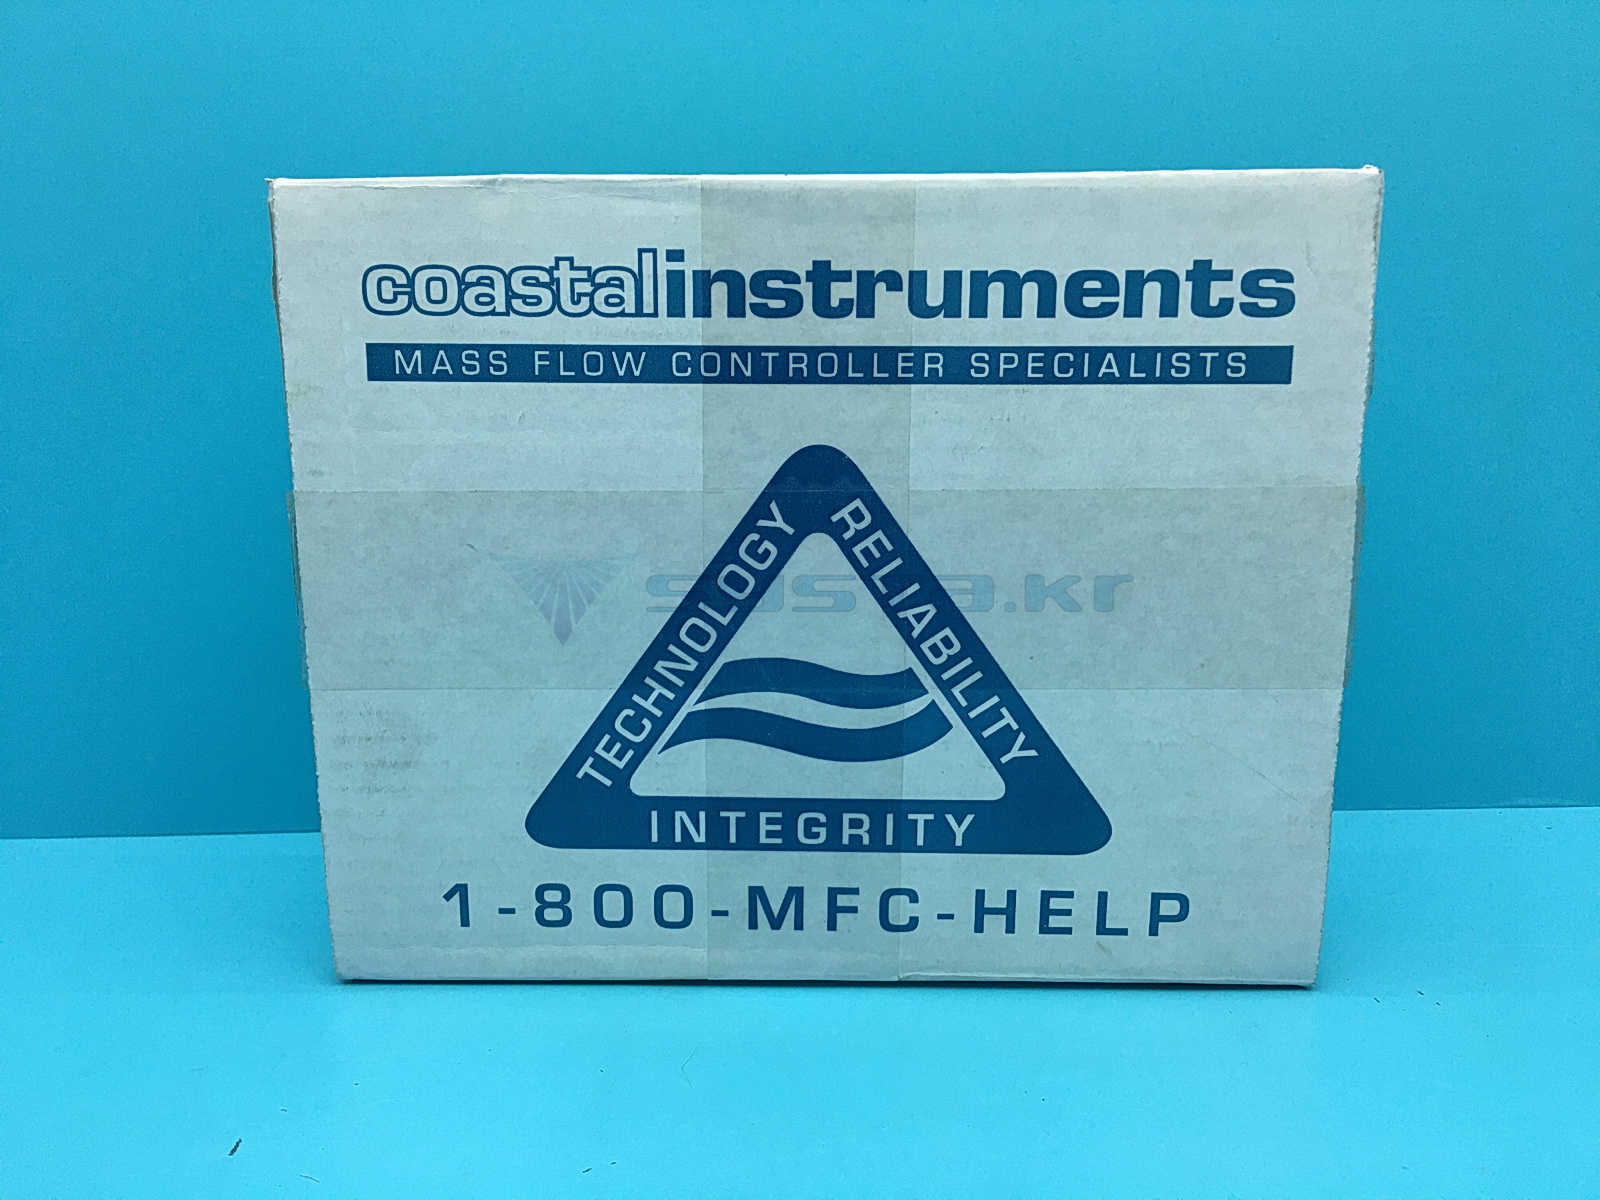 coastalinstruments
MASS FLOW CONTROLLER SPECIALISTS
TECHNOLOGY
RELIABILITY
INTEGRITY
1-800-MFC-HELP